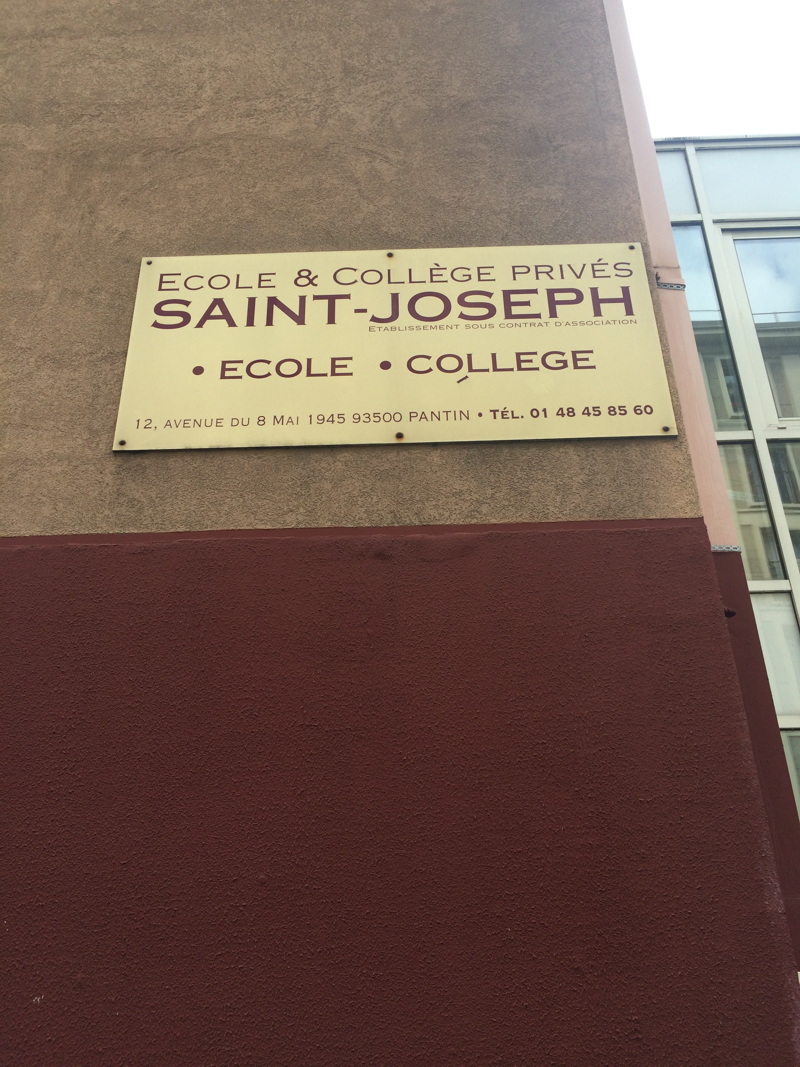 ECOLE & COLLÈGE PRIVÉS
SAINT-JOSEPH
ETABLISSEMENT SOUS CONTRAT D'ASSOCIATION
• ECOLE • COLLEGE
12, AVENUE DU 8 MAI 1945 93500 PANTIN • TÉL. 01 48 45 85 60